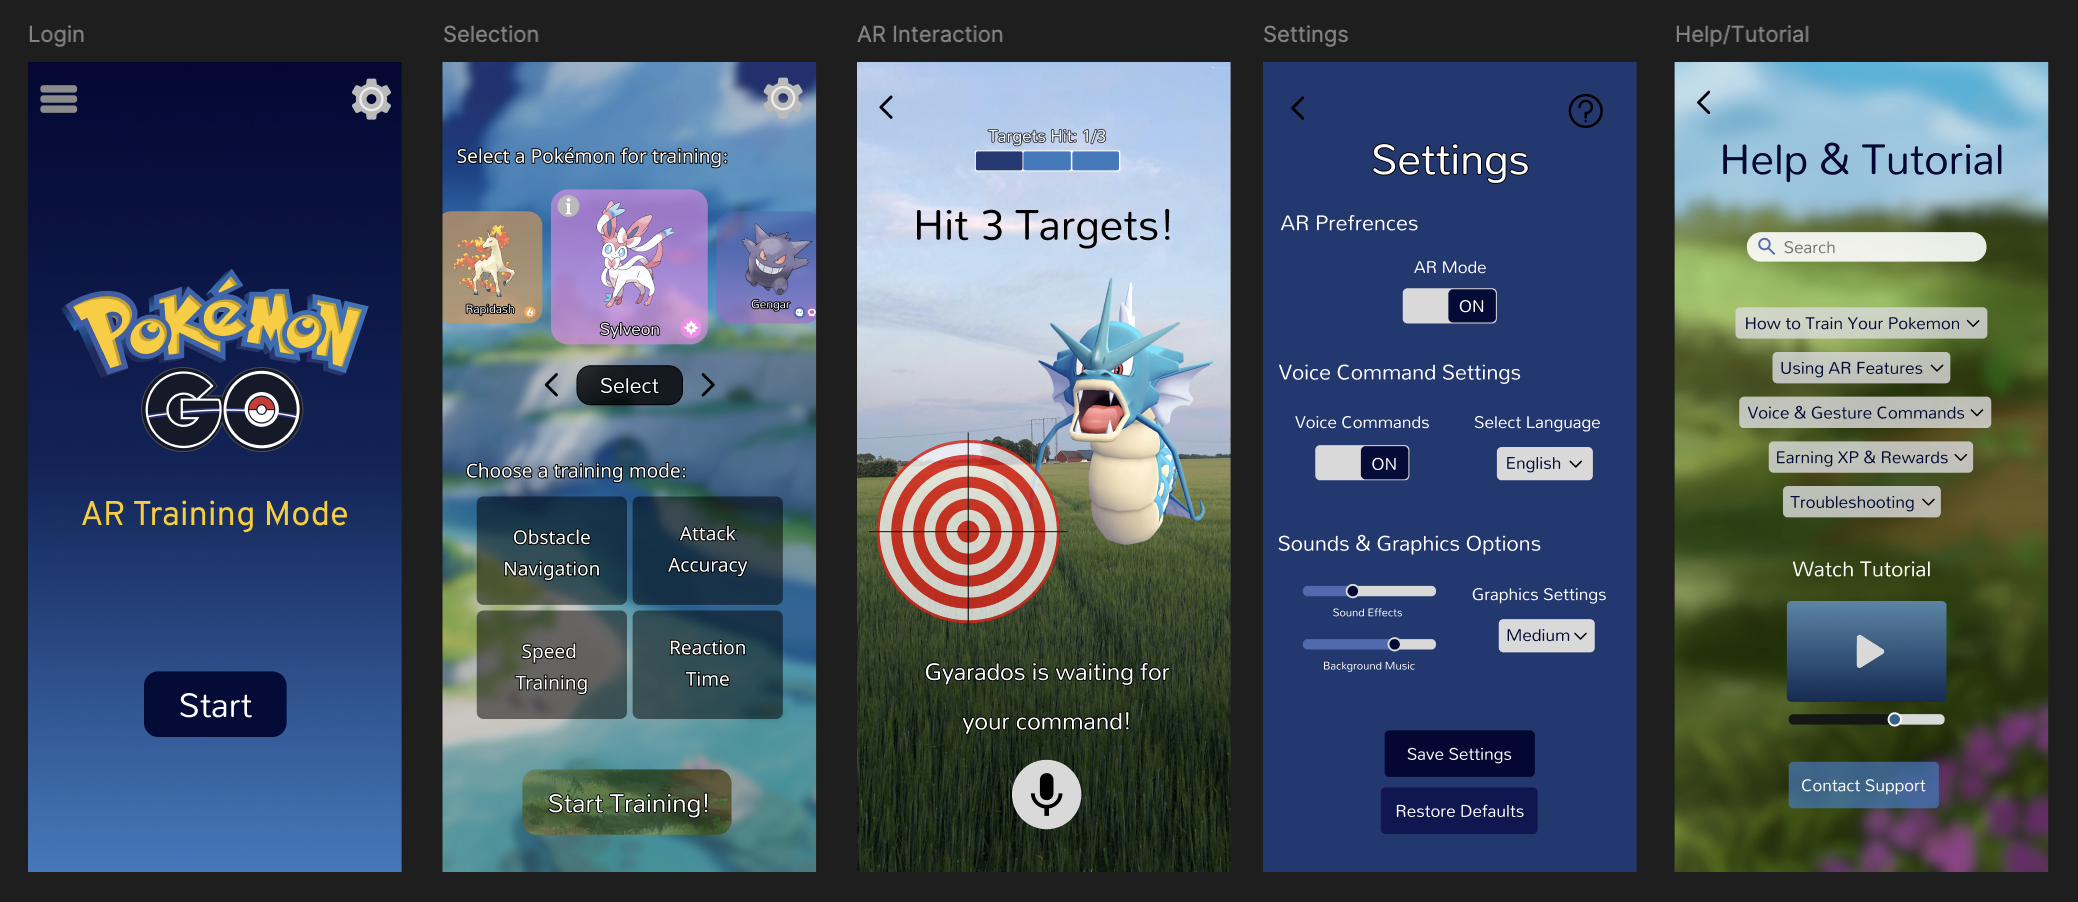 Login
POKÉMON
GO
AR Training Mode
Start
Selection
Select a Pokémon for training:
Rapidash
Sylveon
Gengar
Select
Choose a training mode:
Obstacle
Navigation
Attack
Accuracy
Speed
Training
Reaction
Time
Start Training!
AR Interaction
Targets Hit: 1/3
Hit 3 Targets!
Gyarados is waiting for
your command!
Settings
Settings
AR Prefrences
AR Mode
ON
Voice Command Settings
Voice Commands
ON
Select Language
English
Sounds & Graphics Options
Sound Effects
Background Music
Graphics Settings
Medium
Save Settings
Restore Defaults
Help/Tutorial
Help & Tutorial
Search
How to Train Your Pokemon
Using AR Features
Voice & Gesture Commands
Earning XP & Rewards
Troubleshooting
Watch Tutorial
Contact Support